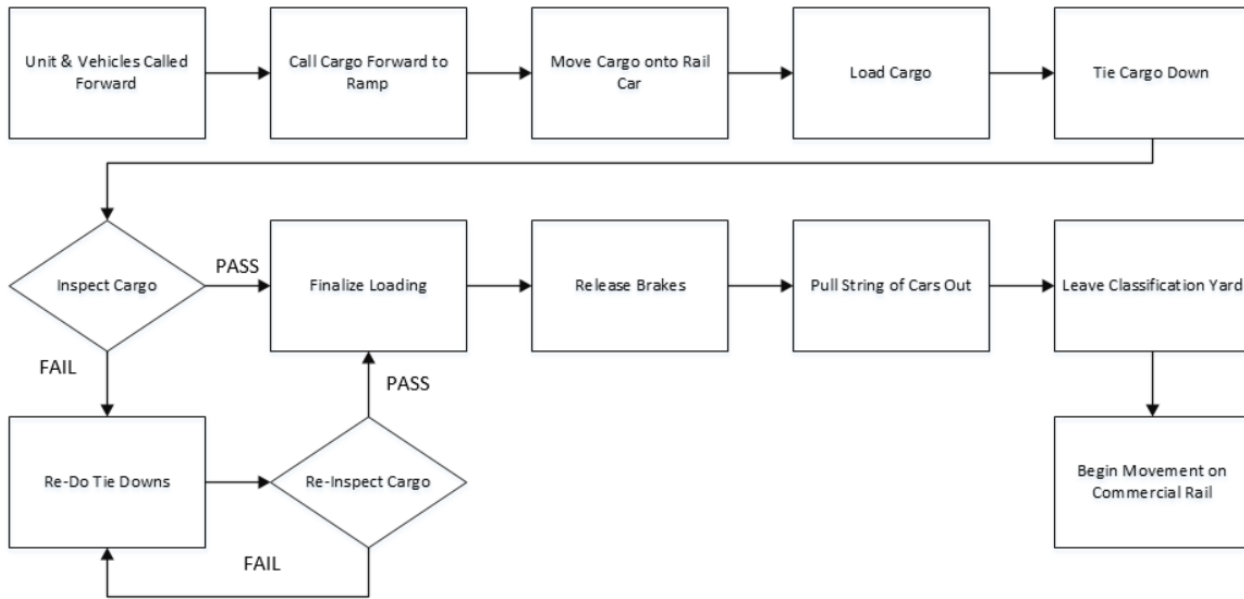 Unit & Vehicles Called
Forward
Call Cargo Forward to
Ramp
Move Cargo onto Rail
Car
Load Cargo
Tie Cargo Down
Inspect Cargo
PASS
Finalize Loading
Release Brakes
Pull String of Cars Out
Leave Classification Yard
FAIL
PASS
Re-Do Tie Downs
Re-Inspect Cargo
Begin Movement on
Commercial Rail
FAIL